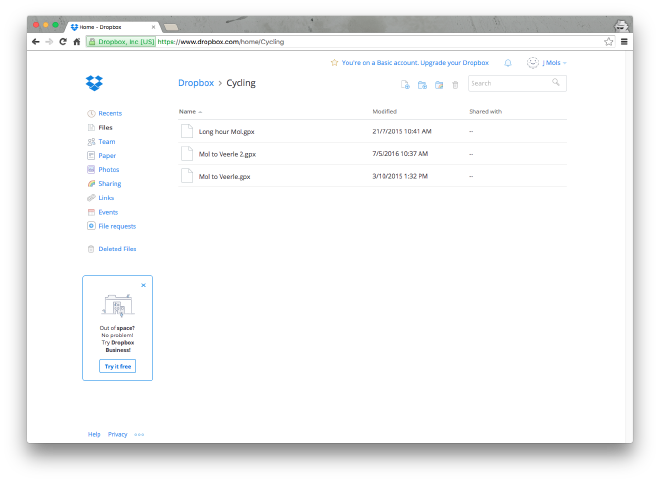 Home - Dropbox
Dropbox, Inc [US] https://www.dropbox.com/home/Cycling
You're on a Basic account. Upgrade your Dropbox
J Mols
Dropbox > Cycling
Search
Name Modified Shared with
Long hour Mol.gpx 21/7/2015 10:41 AM --
Mol to Veerle 2.gpx 7/5/2016 10:37 AM --
Mol to Veerle.gpx 3/10/2015 1:32 PM --
Recents
Files
Team
Paper
Photos
Sharing
Links
Events
File requests
Deleted Files
Out of space?
No problem!
Try Dropbox
Business!
Try it free
Help Privacy